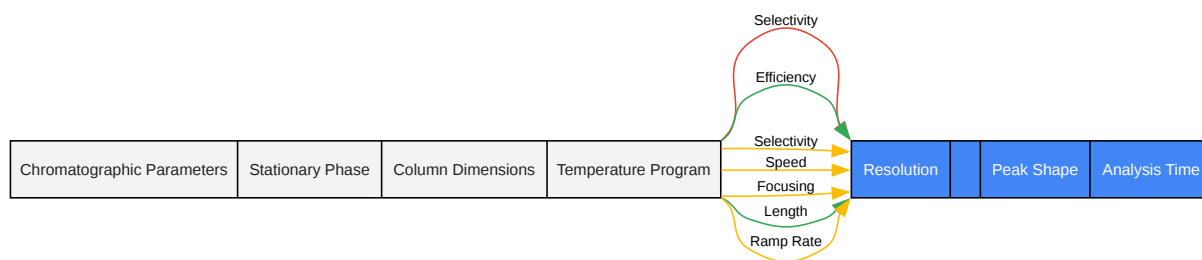 Selectivity
Efficiency
Selectivity
Speed
Focusing
Length
Ramp Rate
Chromatographic Parameters
Stationary Phase
Column Dimensions
Temperature Program
Resolution
Peak Shape
Analysis Time